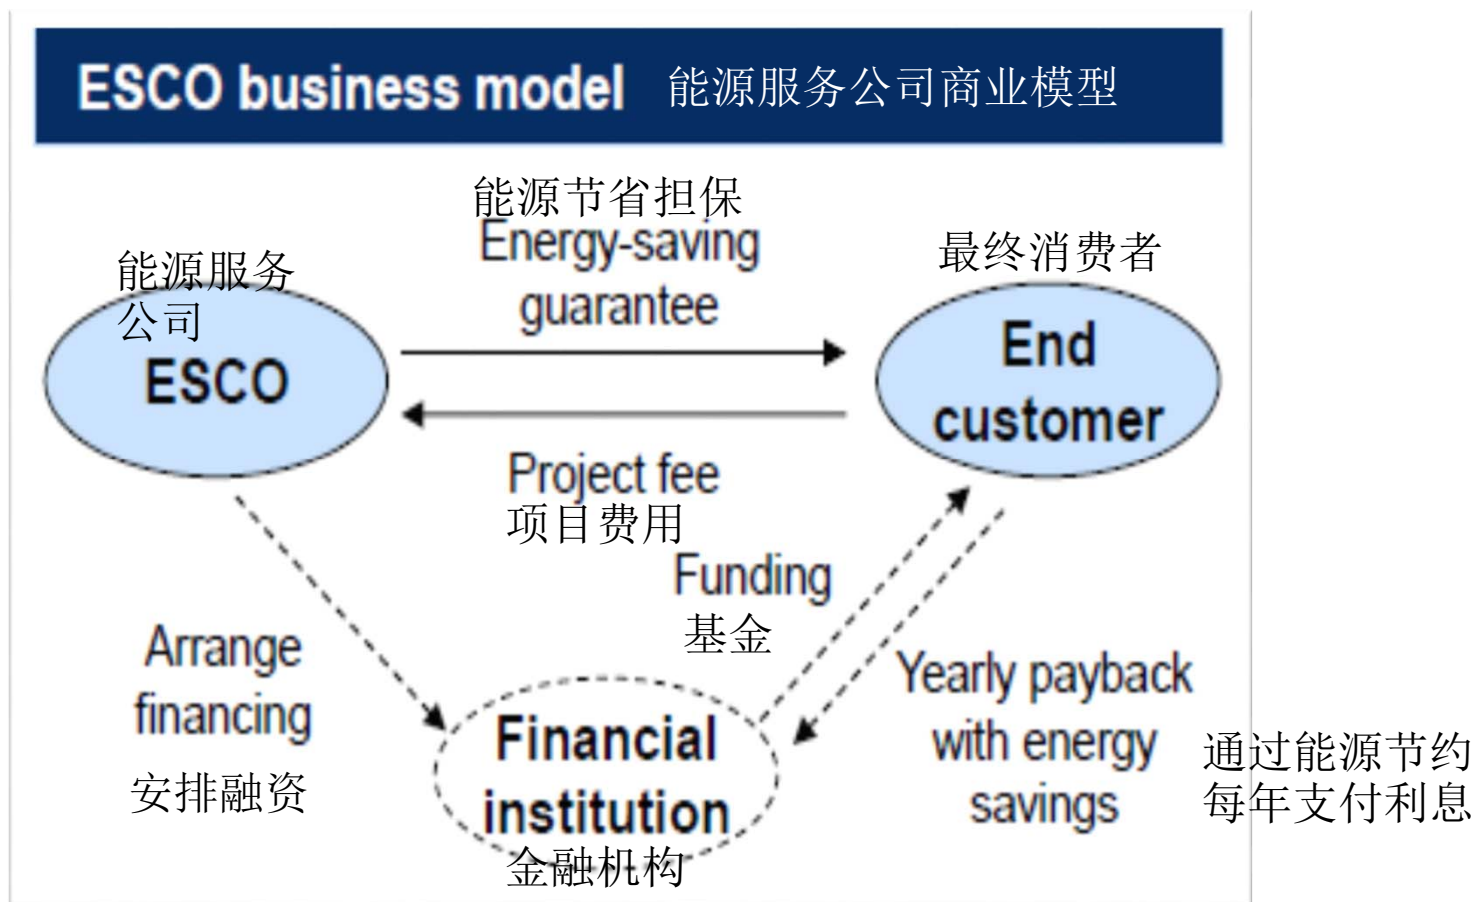 ESCO business model 能源服务公司商业模型
能源节省担保
Energy-saving
guarantee
能源服务
公司
ESCO
最终消费者
End
customer
Project fee
项目费用
Funding
基金
Arrange
financing
安排融资
Financial
institution
金融机构
Yearly payback
with energy
savings
通过能源节约
每年支付利息